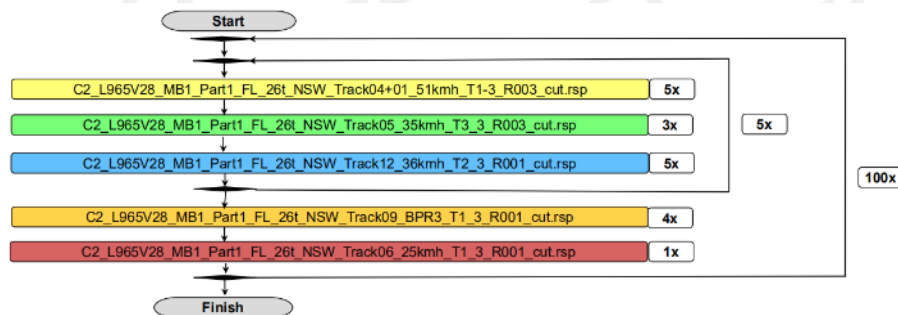 Start
C2_L965V28_MB1_Part1_FL_26t_NSW_Track04+01_51kmh_T1-3_R003_cut.rsp 5x
C2_L965V28_MB1_Part1_FL_26t_NSW_Track05_35kmh_T3_3_R003_cut.rsp 3x
5x
C2_L965V28_MB1_Part1_FL_26t_NSW_Track12_36kmh_T2_3_R001_cut.rsp 5x
100x
C2_L965V28_MB1_Part1_FL_26t_NSW_Track09_BPR3_T1_3_R001_cut.rsp 4x
C2_L965V28_MB1_Part1_FL_26t_NSW_Track06_25kmh_T1_3_R001_cut.rsp 1x
Finish